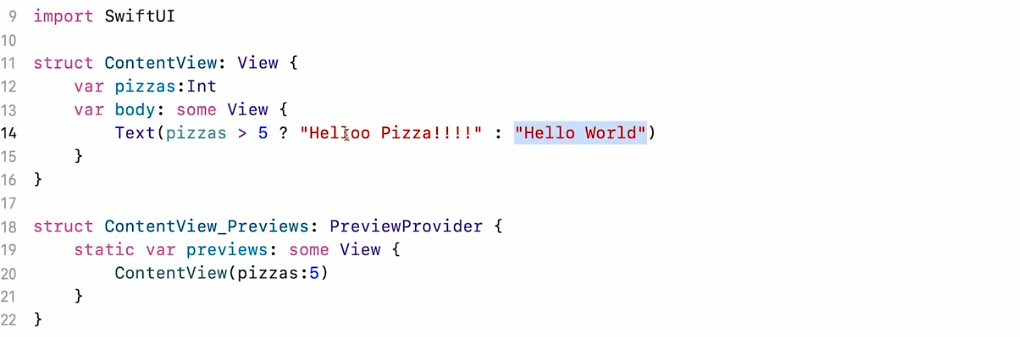 9 import SwiftUI
10
11 struct ContentView: View {
12     var pizzas:Int
13     var body: some View {
14         Text(pizzas > 5 ? "Helloo Pizza!!!!" : "Hello World")
15     }
16 }
17
18 struct ContentView_Previews: PreviewProvider {
19     static var previews: some View {
20         ContentView(pizzas:5)
21     }
22 }